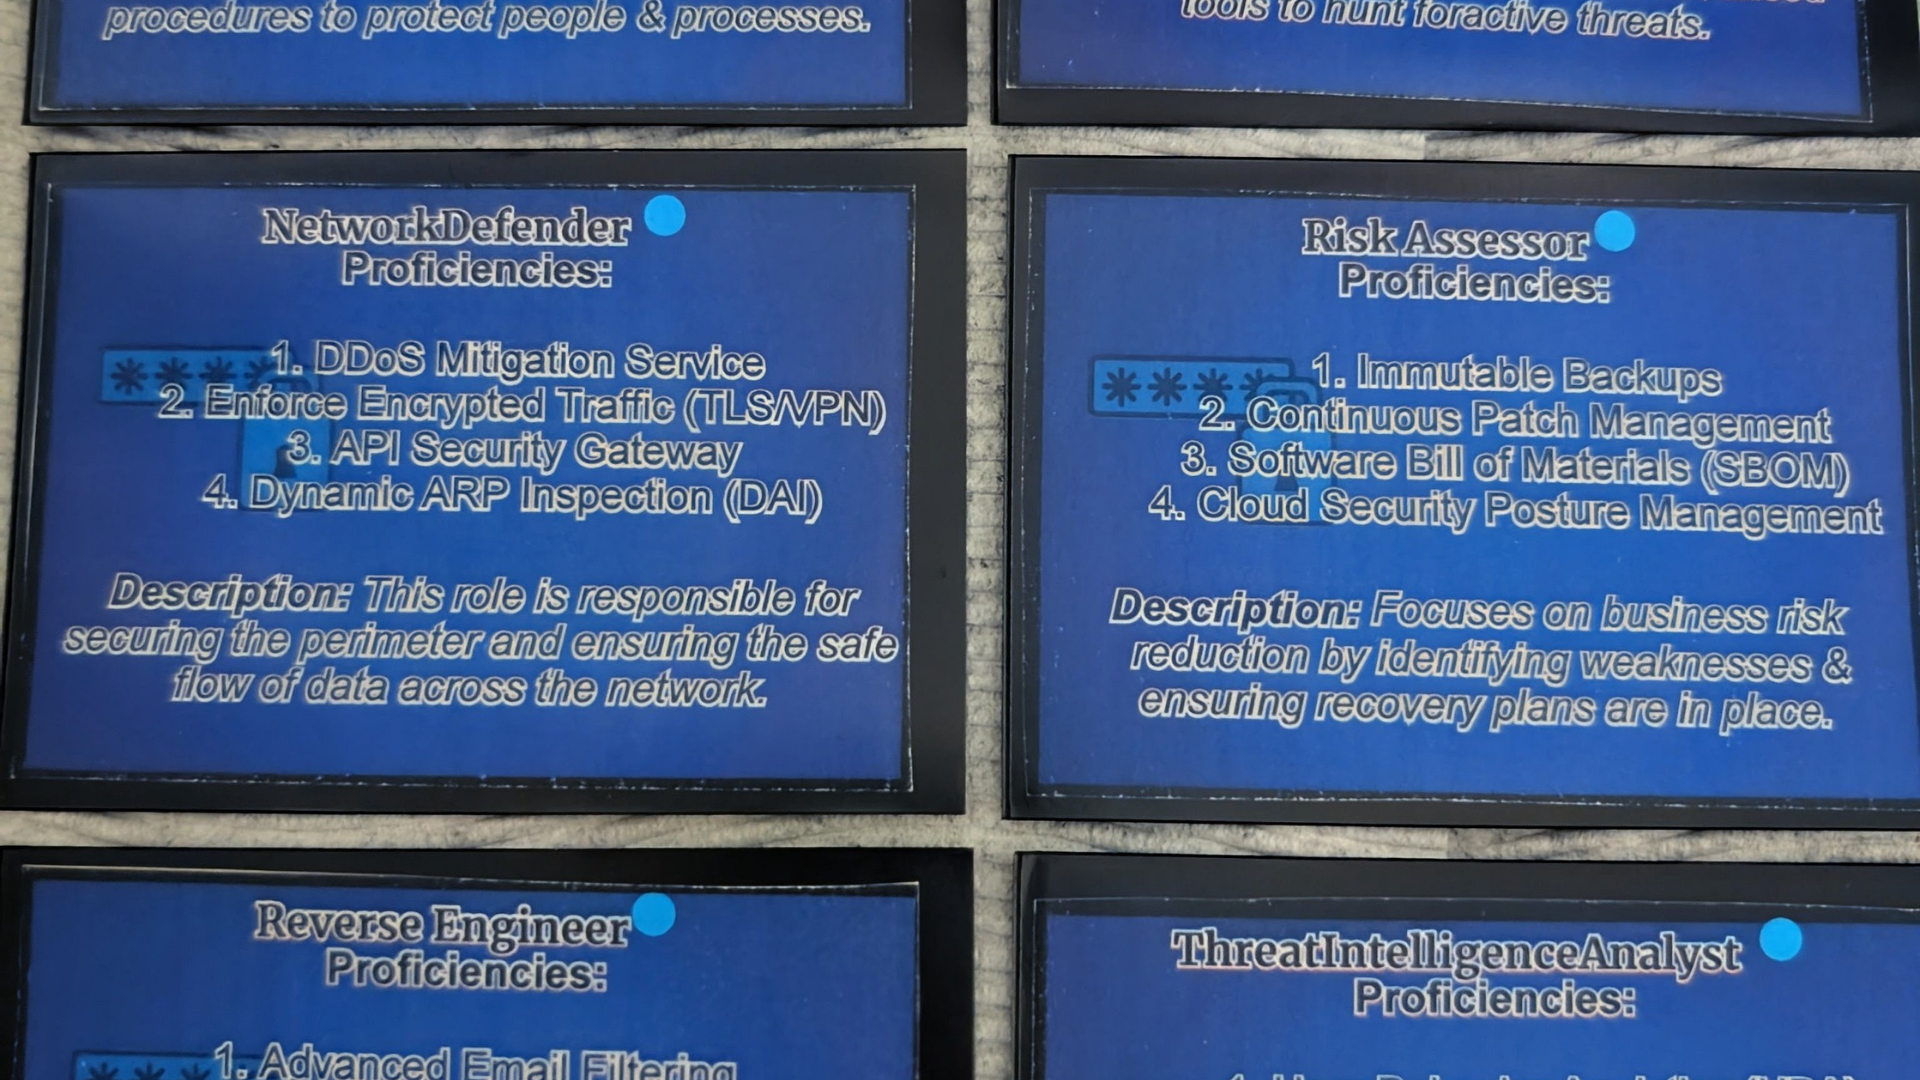 procedures to protect people & processes.
tools to hunt foractive threats.
NetworkDefender
Proficiencies:
1. DDoS Mitigation Service
2. Enforce Encrypted Traffic (TLS/VPN)
3. API Security Gateway
4. Dynamic ARP Inspection (DAI)
Description: This role is responsible for
securing the perimeter and ensuring the safe
flow of data across the network.
Risk Assessor
Proficiencies:
1. Immutable Backups
2. Continuous Patch Management
3. Software Bill of Materials (SBOM)
4. Cloud Security Posture Management
Description: Focuses on business risk
reduction by identifying weaknesses &
ensuring recovery plans are in place.
Reverse Engineer
Proficiencies:
1. Advanced Email Filtering
ThreatIntelligenceAnalyst
Proficiencies: